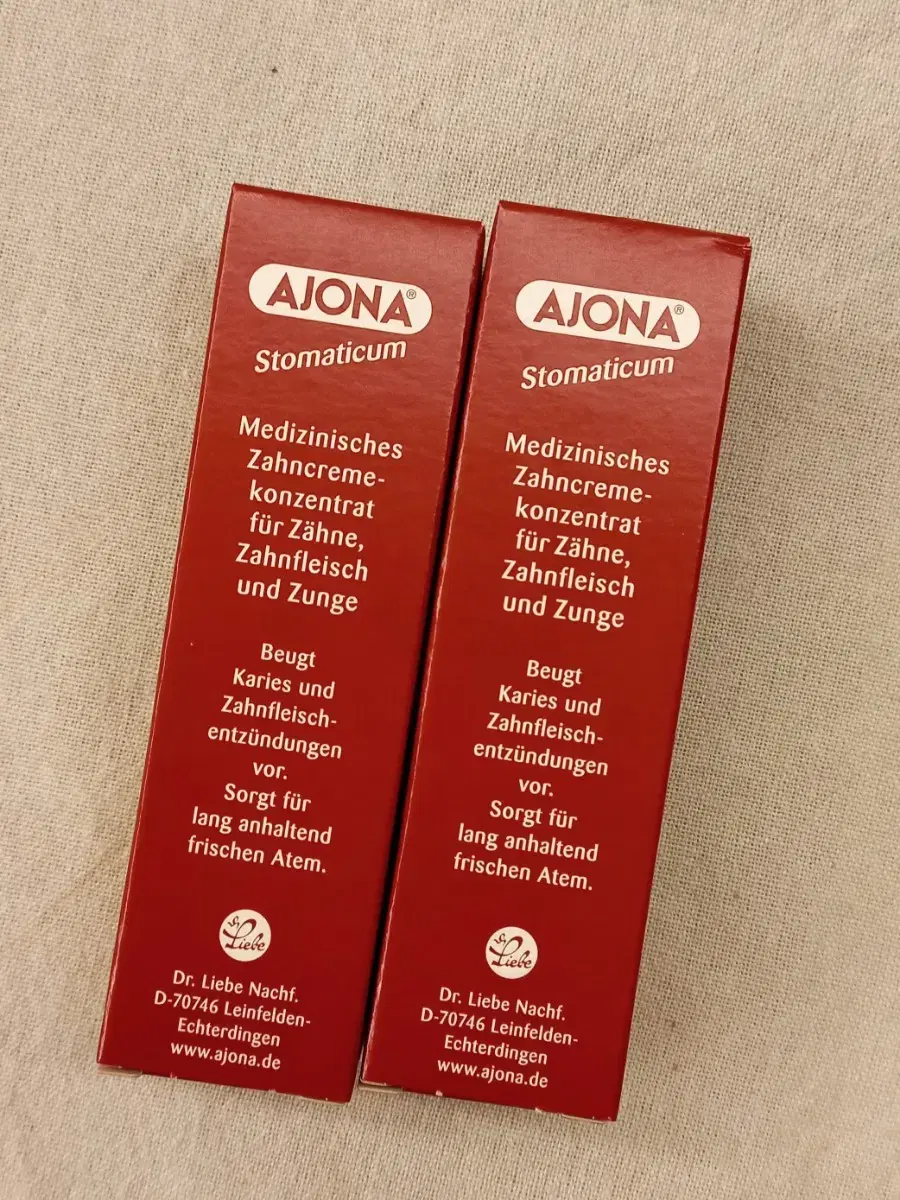 AJONA®
Stomaticum
Medizinisches
Zahncreme-
konzentrat
für Zähne,
Zahnfleisch
und Zunge
Beugt
Karies und
Zahnfleisch-
entzündungen
vor.
Sorgt für
lang anhaltend
frischen Atem.
Dr. Liebe
Dr. Liebe Nachf.
D-70746 Leinfelden-
Echterdingen
www.ajona.de
AJONA®
Stomaticum
Medizinisches
Zahncreme-
konzentrat
für Zähne,
Zahnfleisch
und Zunge
Beugt
Karies und
Zahnfleisch-
entzündungen
vor.
Sorgt für
lang anhaltend
frischen Atem.
Dr. Liebe
Dr. Liebe Nachf.
D-70746 Leinfelden-
Echterdingen
www.ajona.de